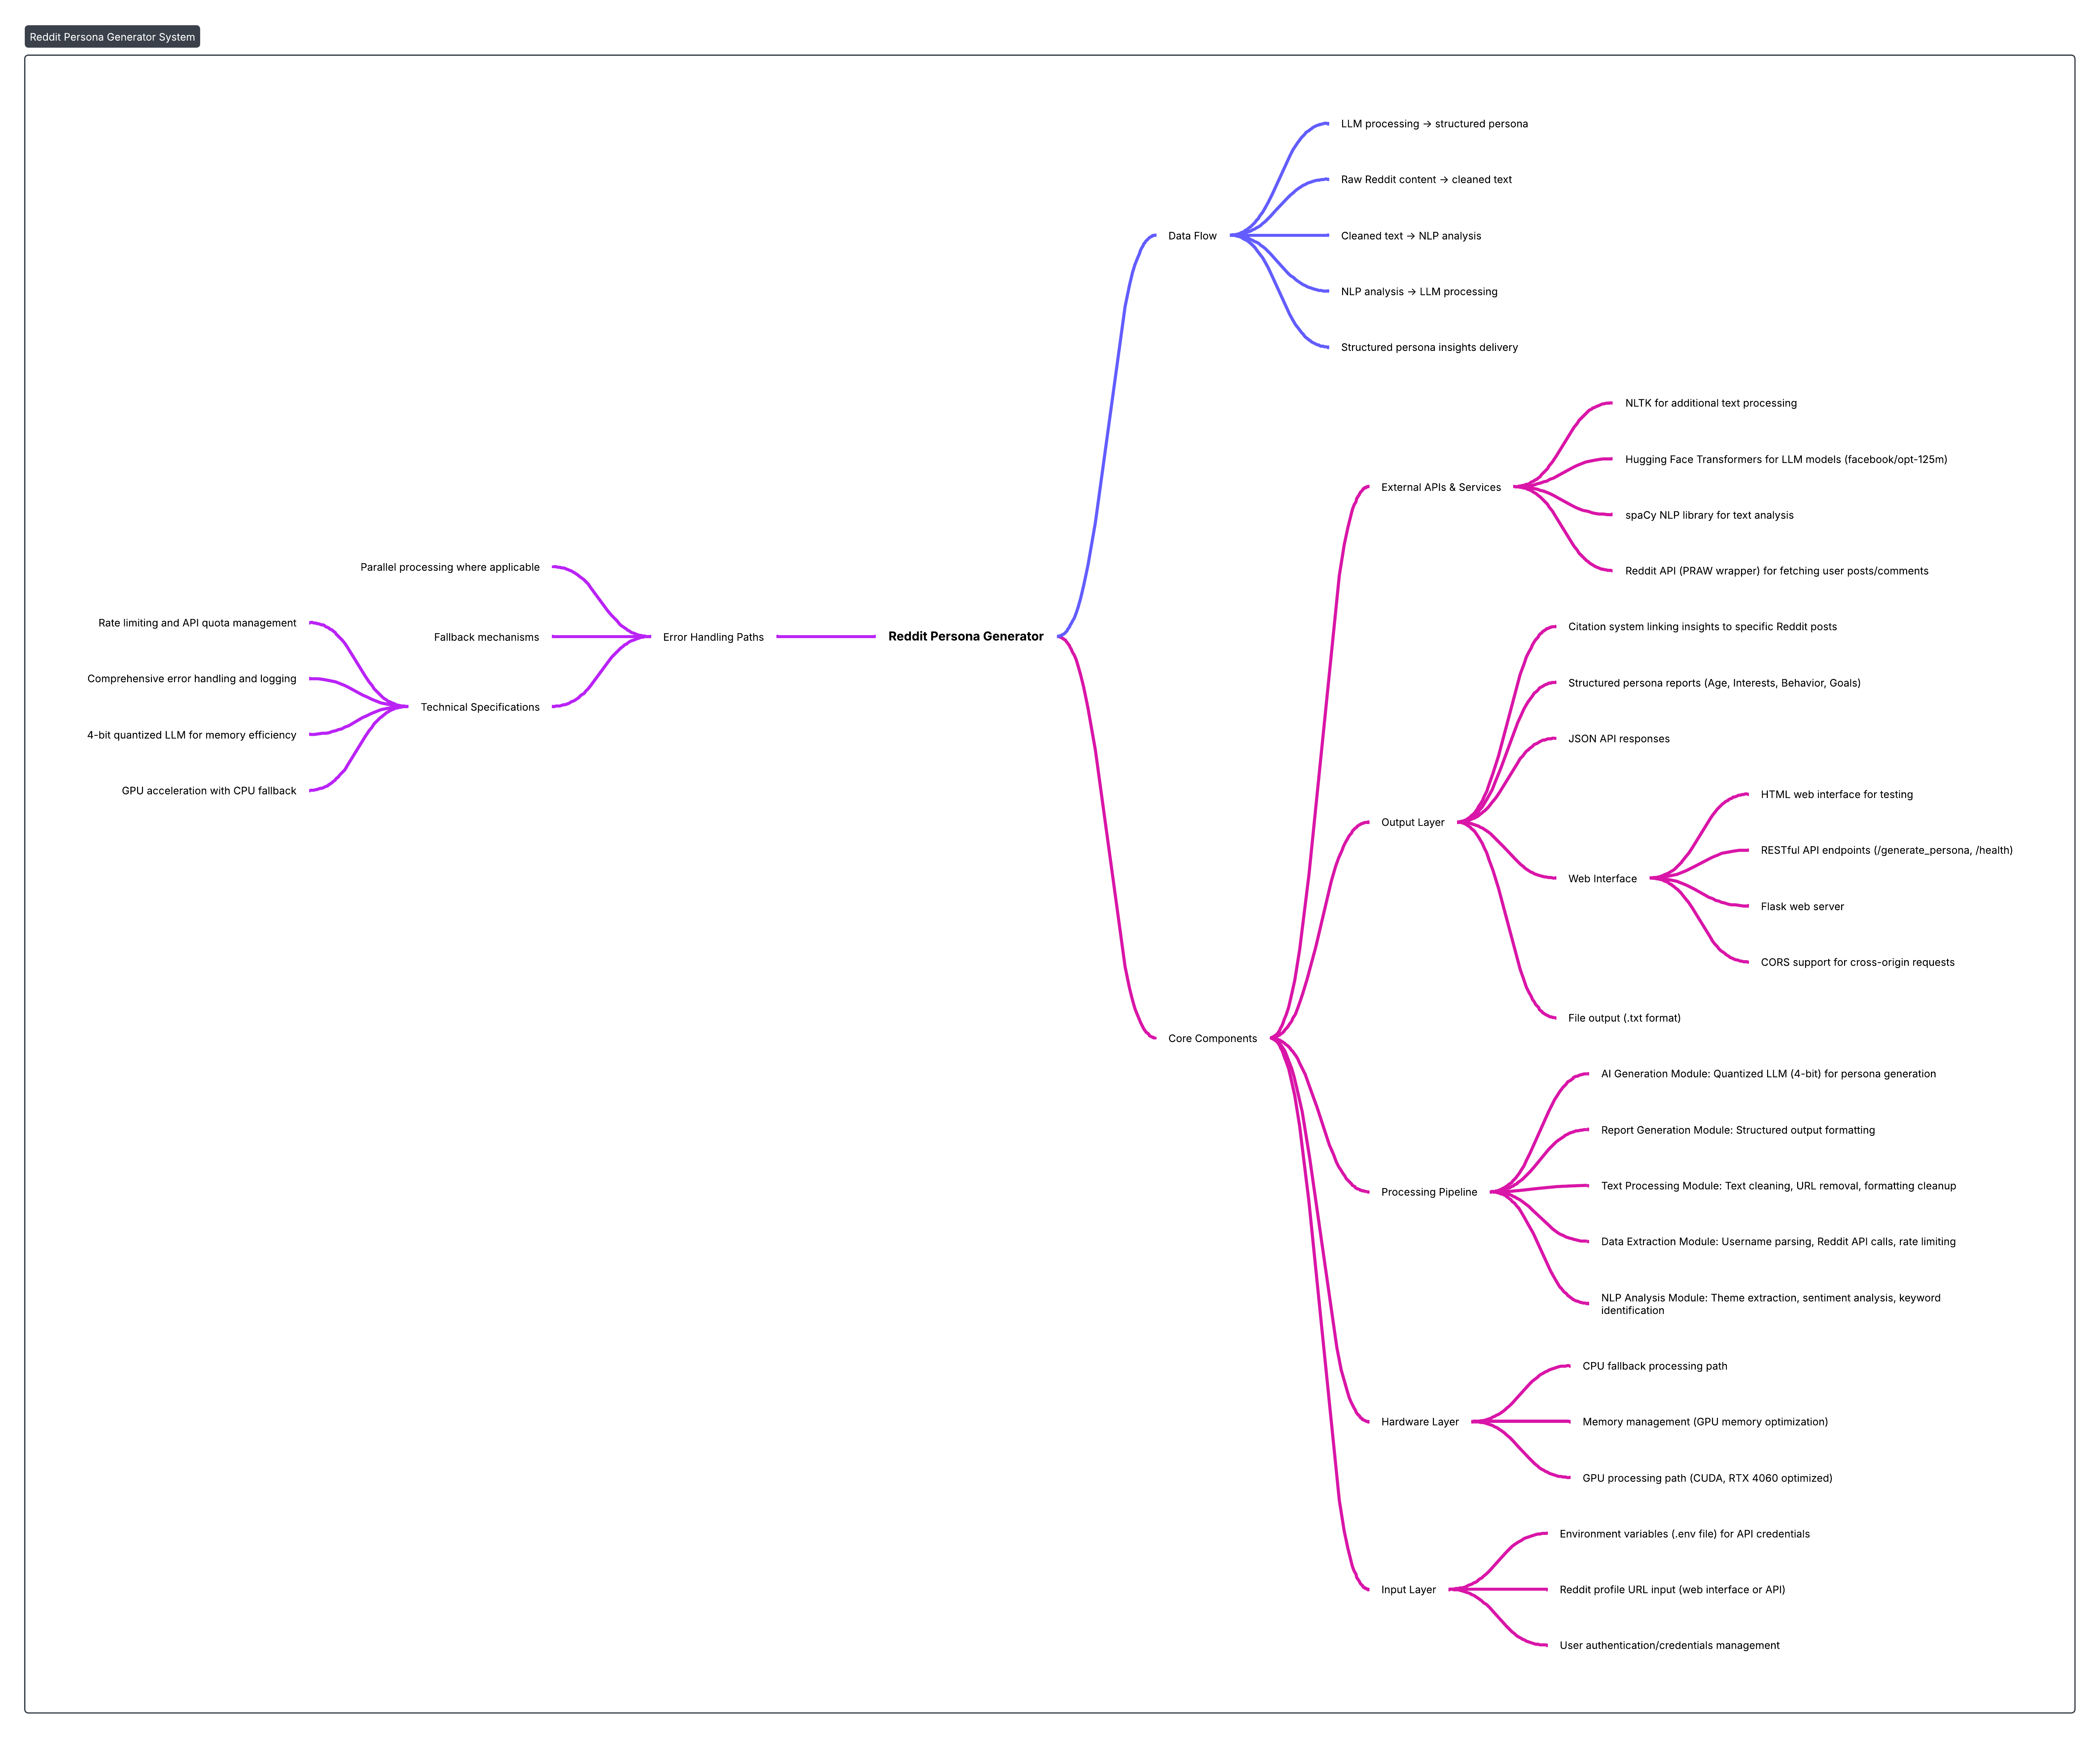 Reddit Persona Generator System
LLM processing → structured persona
Raw Reddit content → cleaned text
Data Flow
Cleaned text → NLP analysis
NLP analysis → LLM processing
Structured persona insights delivery
NLTK for additional text processing
Hugging Face Transformers for LLM models (facebook/opt-125m)
External APIs & Services
spaCy NLP library for text analysis
Reddit API (PRAW wrapper) for fetching user posts/comments
Parallel processing where applicable
Rate limiting and API quota management
Fallback mechanisms
Error Handling Paths
Reddit Persona Generator
Comprehensive error handling and logging
Technical Specifications
4-bit quantized LLM for memory efficiency
GPU acceleration with CPU fallback
Citation system linking insights to specific Reddit posts
Structured persona reports (Age, Interests, Behavior, Goals)
JSON API responses
Output Layer
HTML web interface for testing
RESTful API endpoints (/generate_persona, /health)
Web Interface
Flask web server
CORS support for cross-origin requests
File output (.txt format)
Core Components
AI Generation Module: Quantized LLM (4-bit) for persona generation
Report Generation Module: Structured output formatting
Processing Pipeline
Text Processing Module: Text cleaning, URL removal, formatting cleanup
Data Extraction Module: Username parsing, Reddit API calls, rate limiting
NLP Analysis Module: Theme extraction, sentiment analysis, keyword
identification
CPU fallback processing path
Hardware Layer
Memory management (GPU memory optimization)
GPU processing path (CUDA, RTX 4060 optimized)
Environment variables (.env file) for API credentials
Input Layer
Reddit profile URL input (web interface or API)
User authentication/credentials management